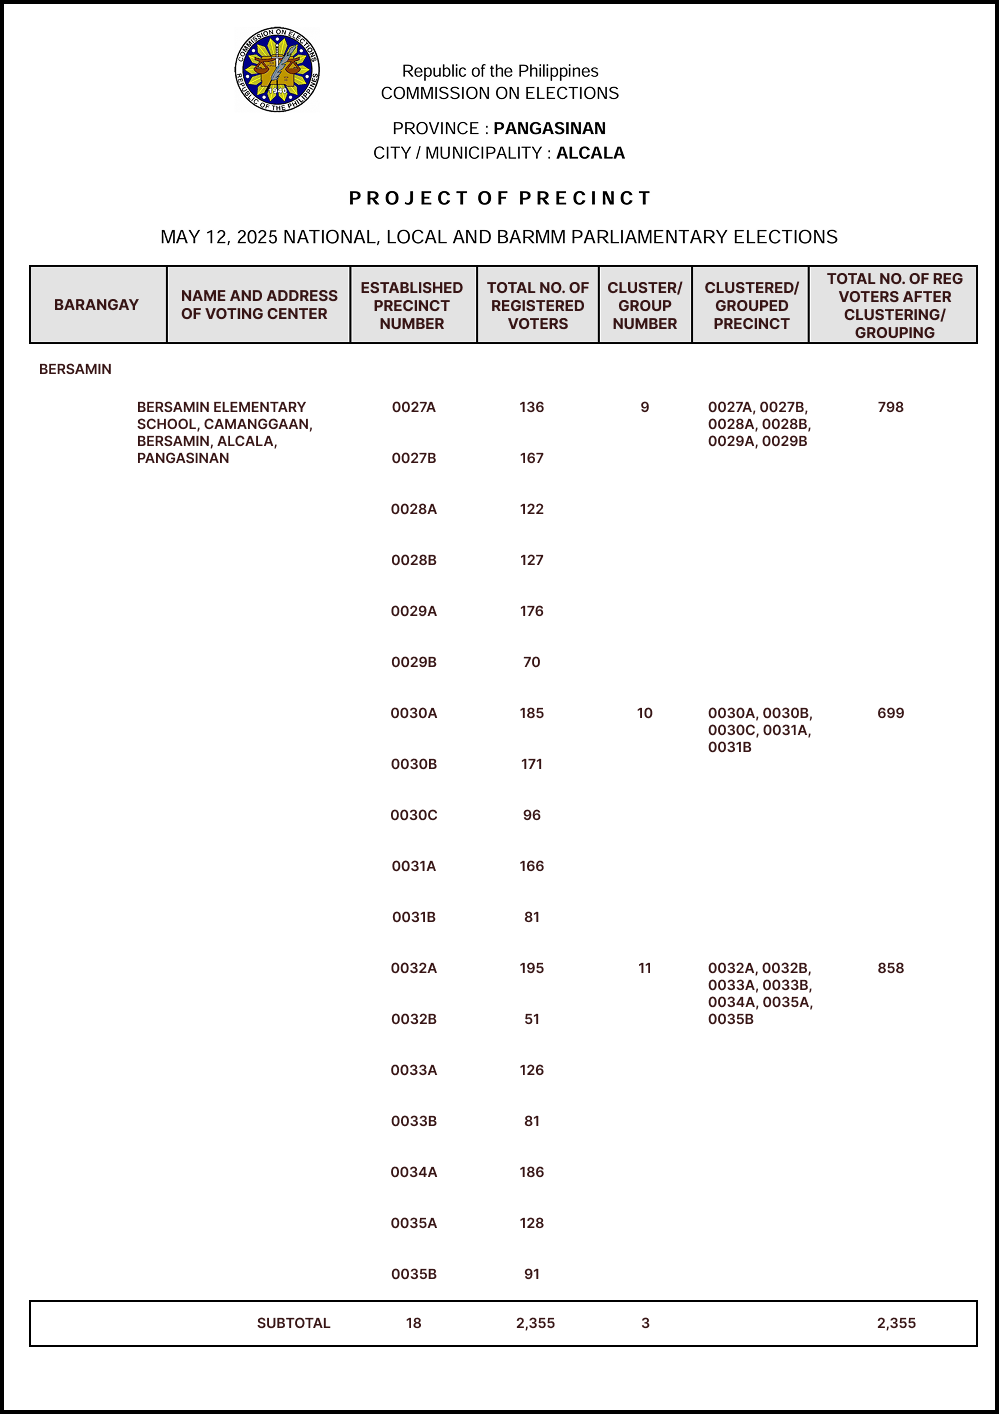 COMMISSION ON ELECTIONS
1940
REPUBLIC OF THE PHILIPPINES
Republic of the Philippines
COMMISSION ON ELECTIONS
PROVINCE : PANGASINAN
CITY / MUNICIPALITY : ALCALA
PROJECT OF PRECINCT
MAY 12, 2025 NATIONAL, LOCAL AND BARMM PARLIAMENTARY ELECTIONS
BARANGAY
NAME AND ADDRESS
OF VOTING CENTER
ESTABLISHED
PRECINCT
NUMBER
TOTAL NO. OF
REGISTERED
VOTERS
CLUSTER/
GROUP
NUMBER
CLUSTERED/
GROUPED
PRECINCT
TOTAL NO. OF REG
VOTERS AFTER
CLUSTERING/
GROUPING
BERSAMIN
BERSAMIN ELEMENTARY
SCHOOL, CAMANGGAAN,
BERSAMIN, ALCALA,
PANGASINAN
0027A 136 9 0027A, 0027B, 798
0028A, 0028B,
0029A, 0029B
0027B 167
0028A 122
0028B 127
0029A 176
0029B 70
0030A 185 10 0030A, 0030B, 699
0030C, 0031A,
0031B
0030B 171
0030C 96
0031A 166
0031B 81
0032A 195 11 0032A, 0032B, 858
0033A, 0033B,
0034A, 0035A,
0035B
0032B 51
0033A 126
0033B 81
0034A 186
0035A 128
0035B 91
SUBTOTAL 18 2,355 3 2,355